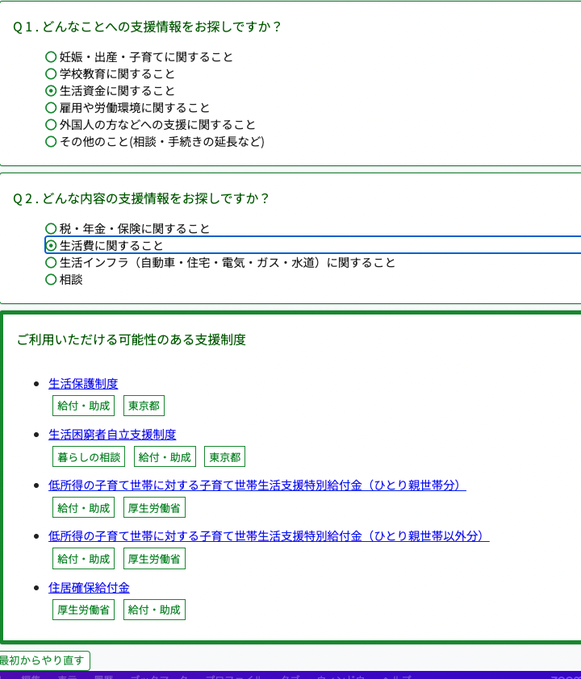 Q1.どんなことへの支援情報をお探しですか？
妊娠・出産・子育てに関すること
学校教育に関すること
生活資金に関すること
雇用や労働環境に関すること
外国人の方などへの支援に関すること
その他のこと(相談・手続きの延長など)
Q2.どんな内容の支援情報をお探しですか？
税・年金・保険に関すること
生活費に関すること
生活インフラ（自動車・住宅・電気・ガス・水道）に関すること
相談
ご利用いただける可能性のある支援制度
生活保護制度
給付・助成 東京都
生活困窮者自立支援制度
暮らしの相談 給付・助成 東京都
低所得の子育て世帯に対する子育て世帯生活支援特別給付金（ひとり親世帯分）
給付・助成 厚生労働省
低所得の子育て世帯に対する子育て世帯生活支援特別給付金（ひとり親世帯以外分）
給付・助成 厚生労働省
住居確保給付金
厚生労働省 給付・助成
最初からやり直す